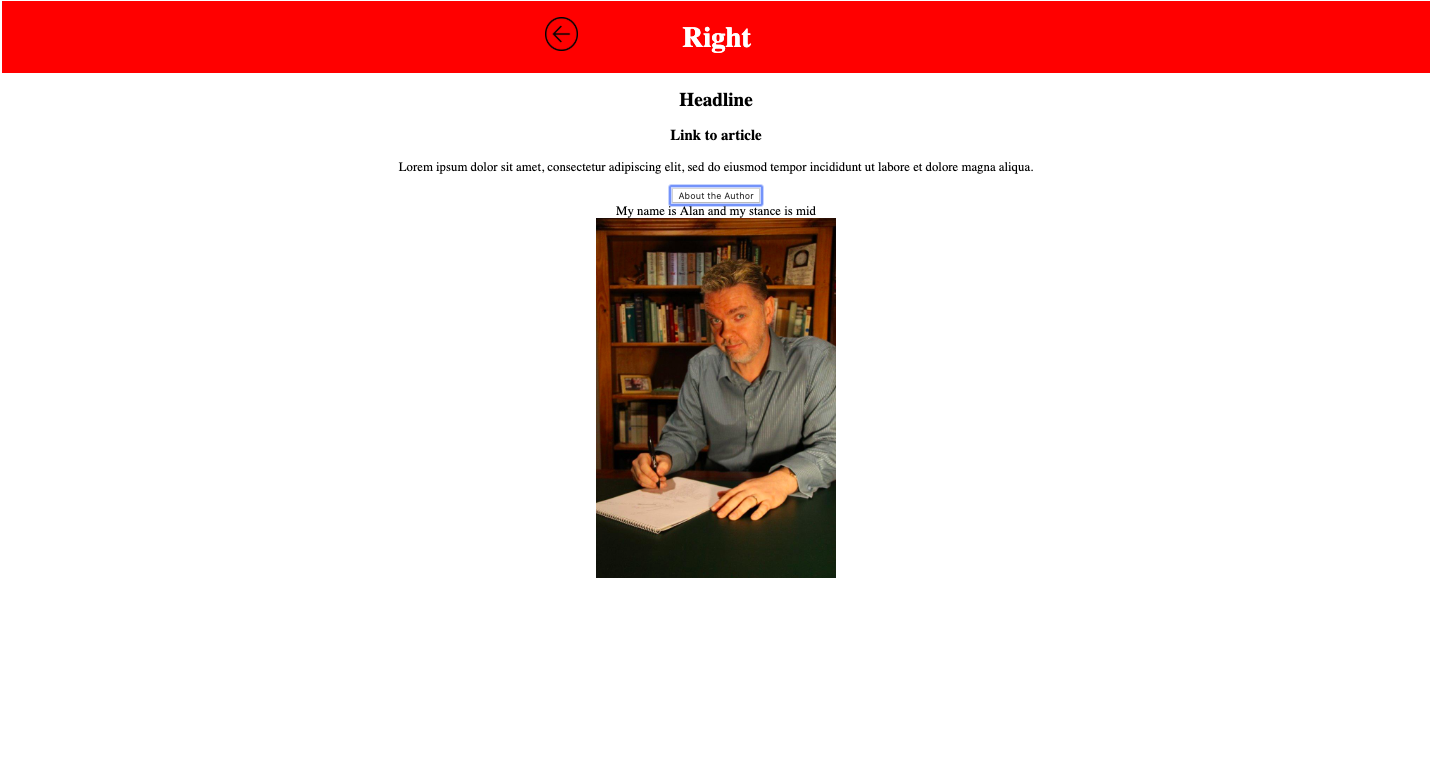 Right
Headline
Link to article
Lorem ipsum dolor sit amet, consectetur adipiscing elit, sed do eiusmod tempor incididunt ut labore et dolore magna aliqua.
About the Author
My name is Alan and my stance is mid